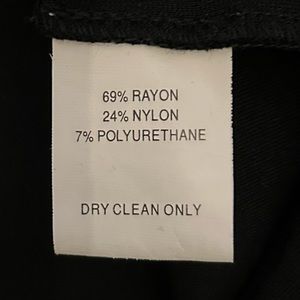 69% RAYON
24% NYLON
7% POLYURETHANE
DRY CLEAN ONLY